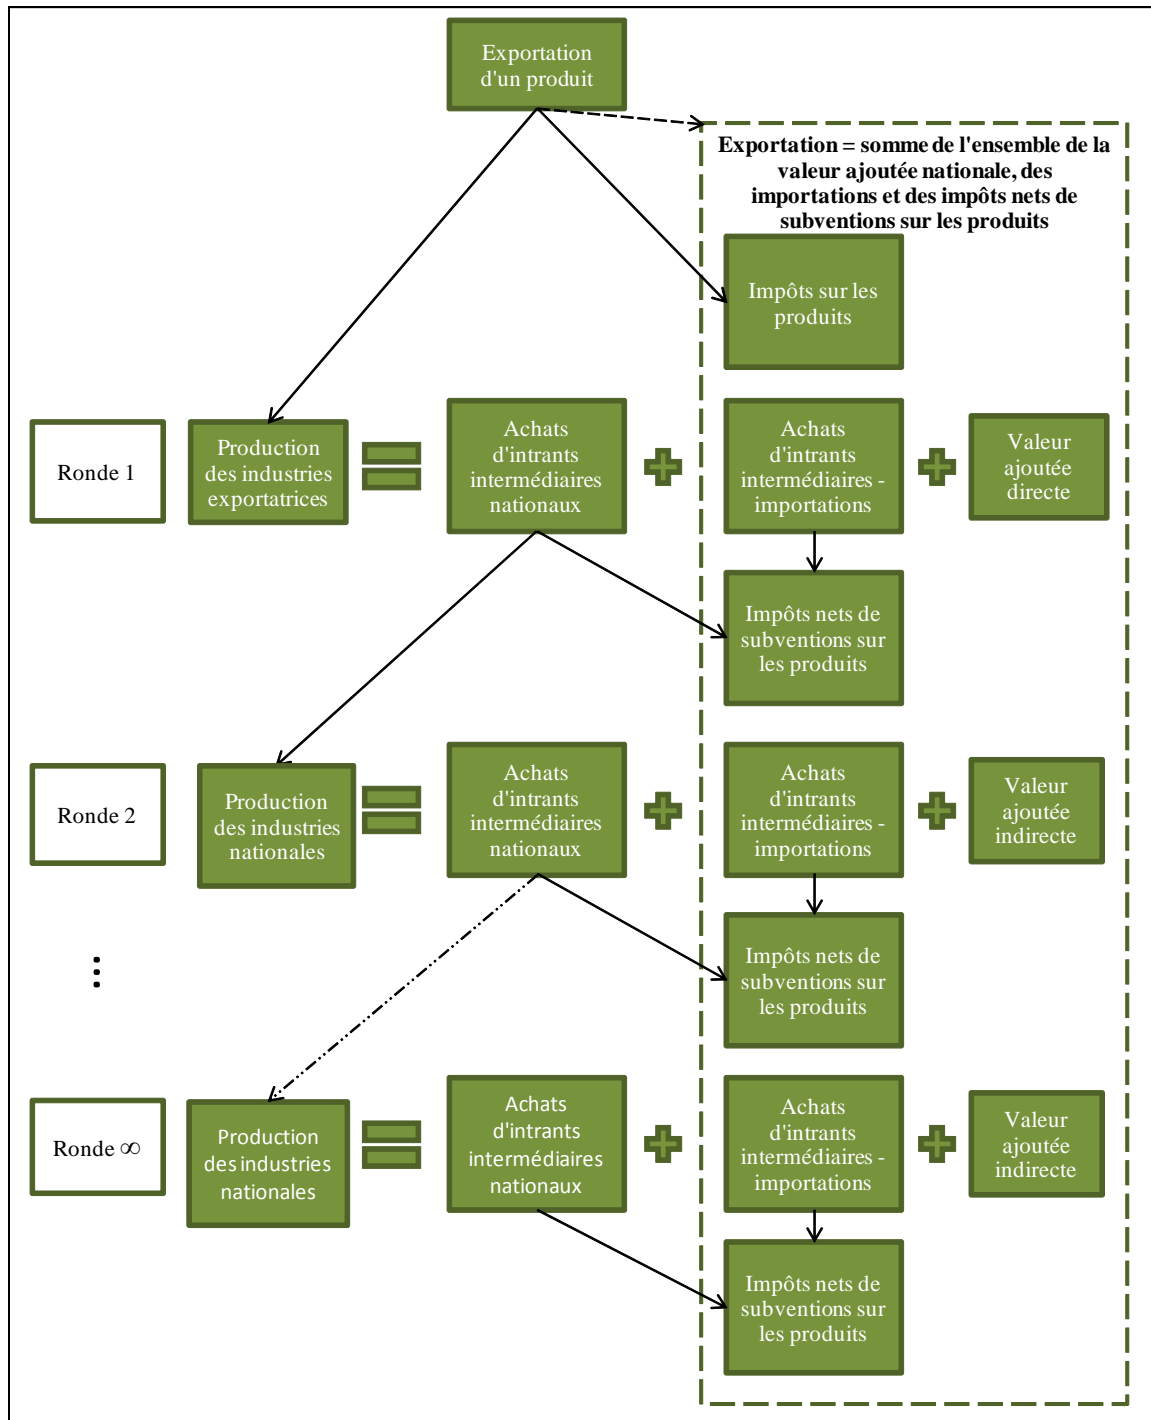 Exportation
d'un produit
Exportation = somme de l'ensemble de la
valeur ajoutée nationale, des
importations et des impôts nets de
subventions sur les produits
Impôts sur les
produits
Ronde 1
Production
des industries
exportatrices
=
Achats
d'intrants
intermédiaires
nationaux
+
Achats
d'intrants
intermédiaires -
importations
+
Valeur
ajoutée
directe
Impôts nets de
subventions sur
les produits
Ronde 2
Production
des industries
nationales
=
Achats
d'intrants
intermédiaires
nationaux
+
Achats
d'intrants
intermédiaires -
importations
+
Valeur
ajoutée
indirecte
Impôts nets de
subventions sur
les produits
⋮
Ronde ∞
Production
des industries
nationales
=
Achats
d'intrants
intermédiaires
nationaux
+
Achats
d'intrants
intermédiaires -
importations
+
Valeur
ajoutée
indirecte
Impôts nets de
subventions sur
les produits